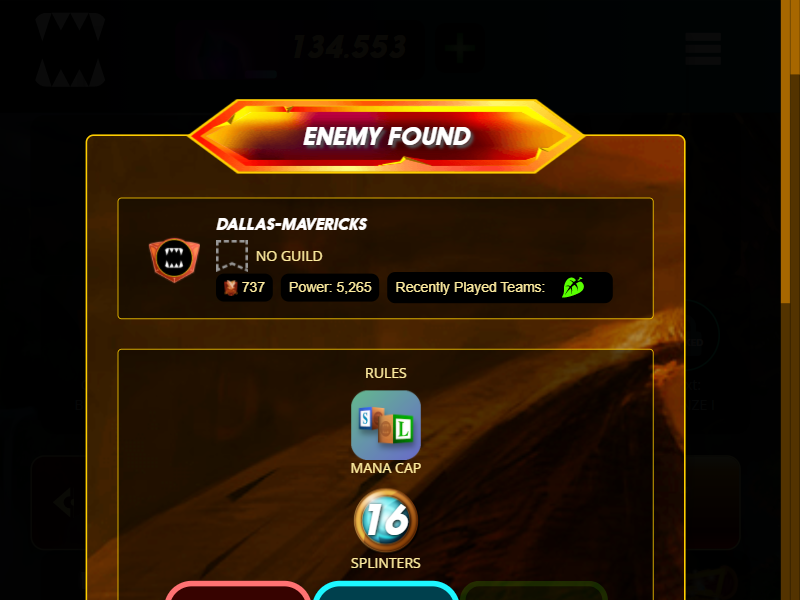 134.553
ENEMY FOUND
DALLAS-MAVERICKS
NO GUILD
737 Power: 5,265 Recently Played Teams:
RULES
S L
MANA CAP
16
SPLINTERS